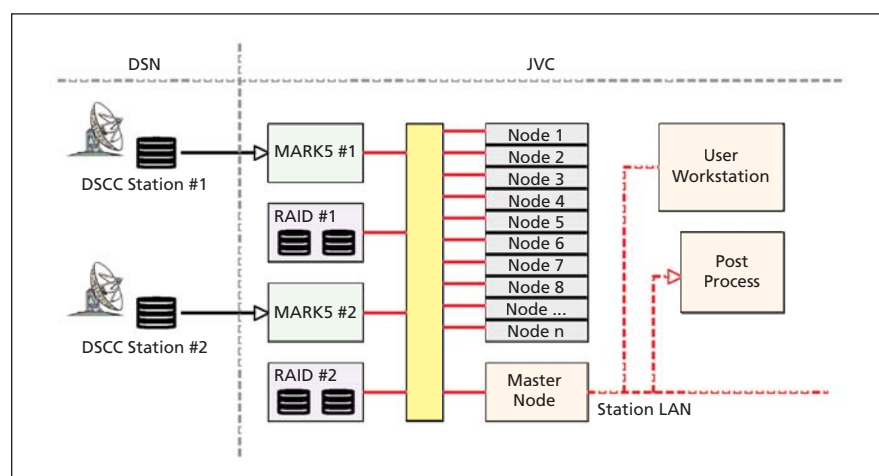 DSN
JVC
DSCC Station #1
MARK5 #1
RAID #1
DSCC Station #2
MARK5 #2
RAID #2
Node 1
Node 2
Node 3
Node 4
Node 5
Node 6
Node 7
Node 8
Node ...
Node n
Master
Node
User
Workstation
Post
Process
Station LAN